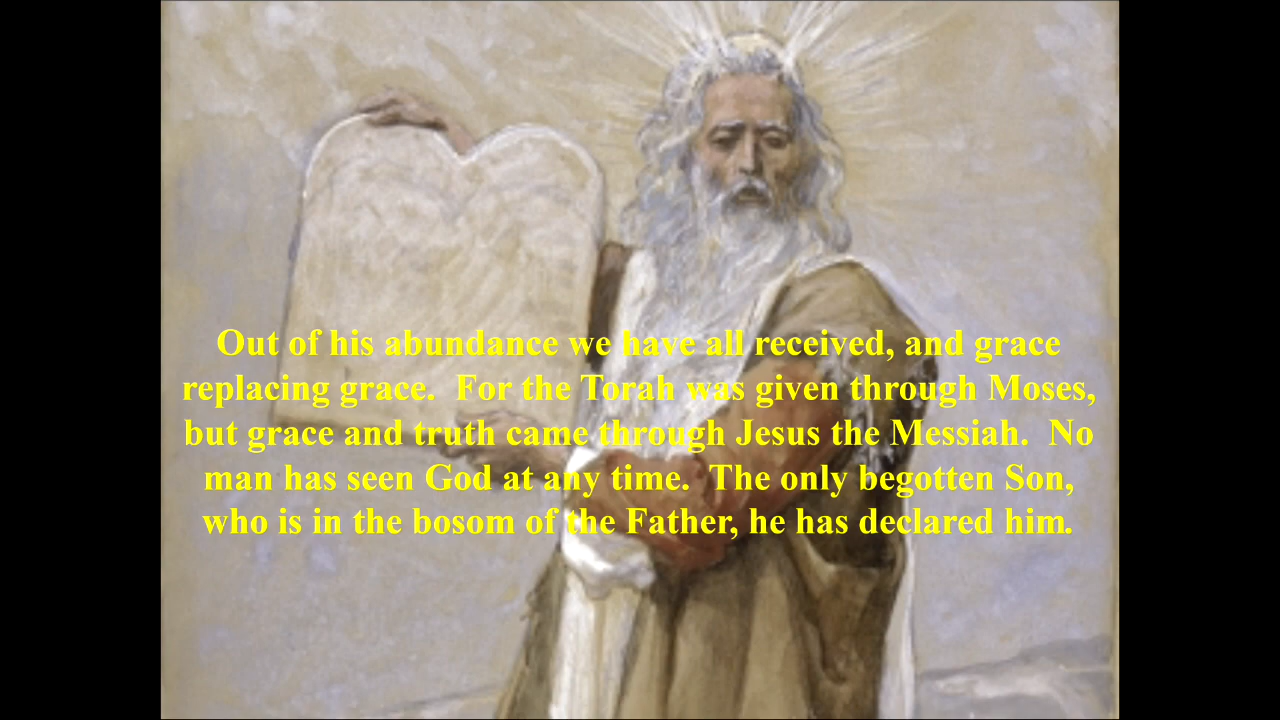 Out of his abundance we have all received, and grace
replacing grace.  For the Torah was given through Moses,
but grace and truth came through Jesus the Messiah.  No
man has seen God at any time.  The only begotten Son,
who is in the bosom of the Father, he has declared him.